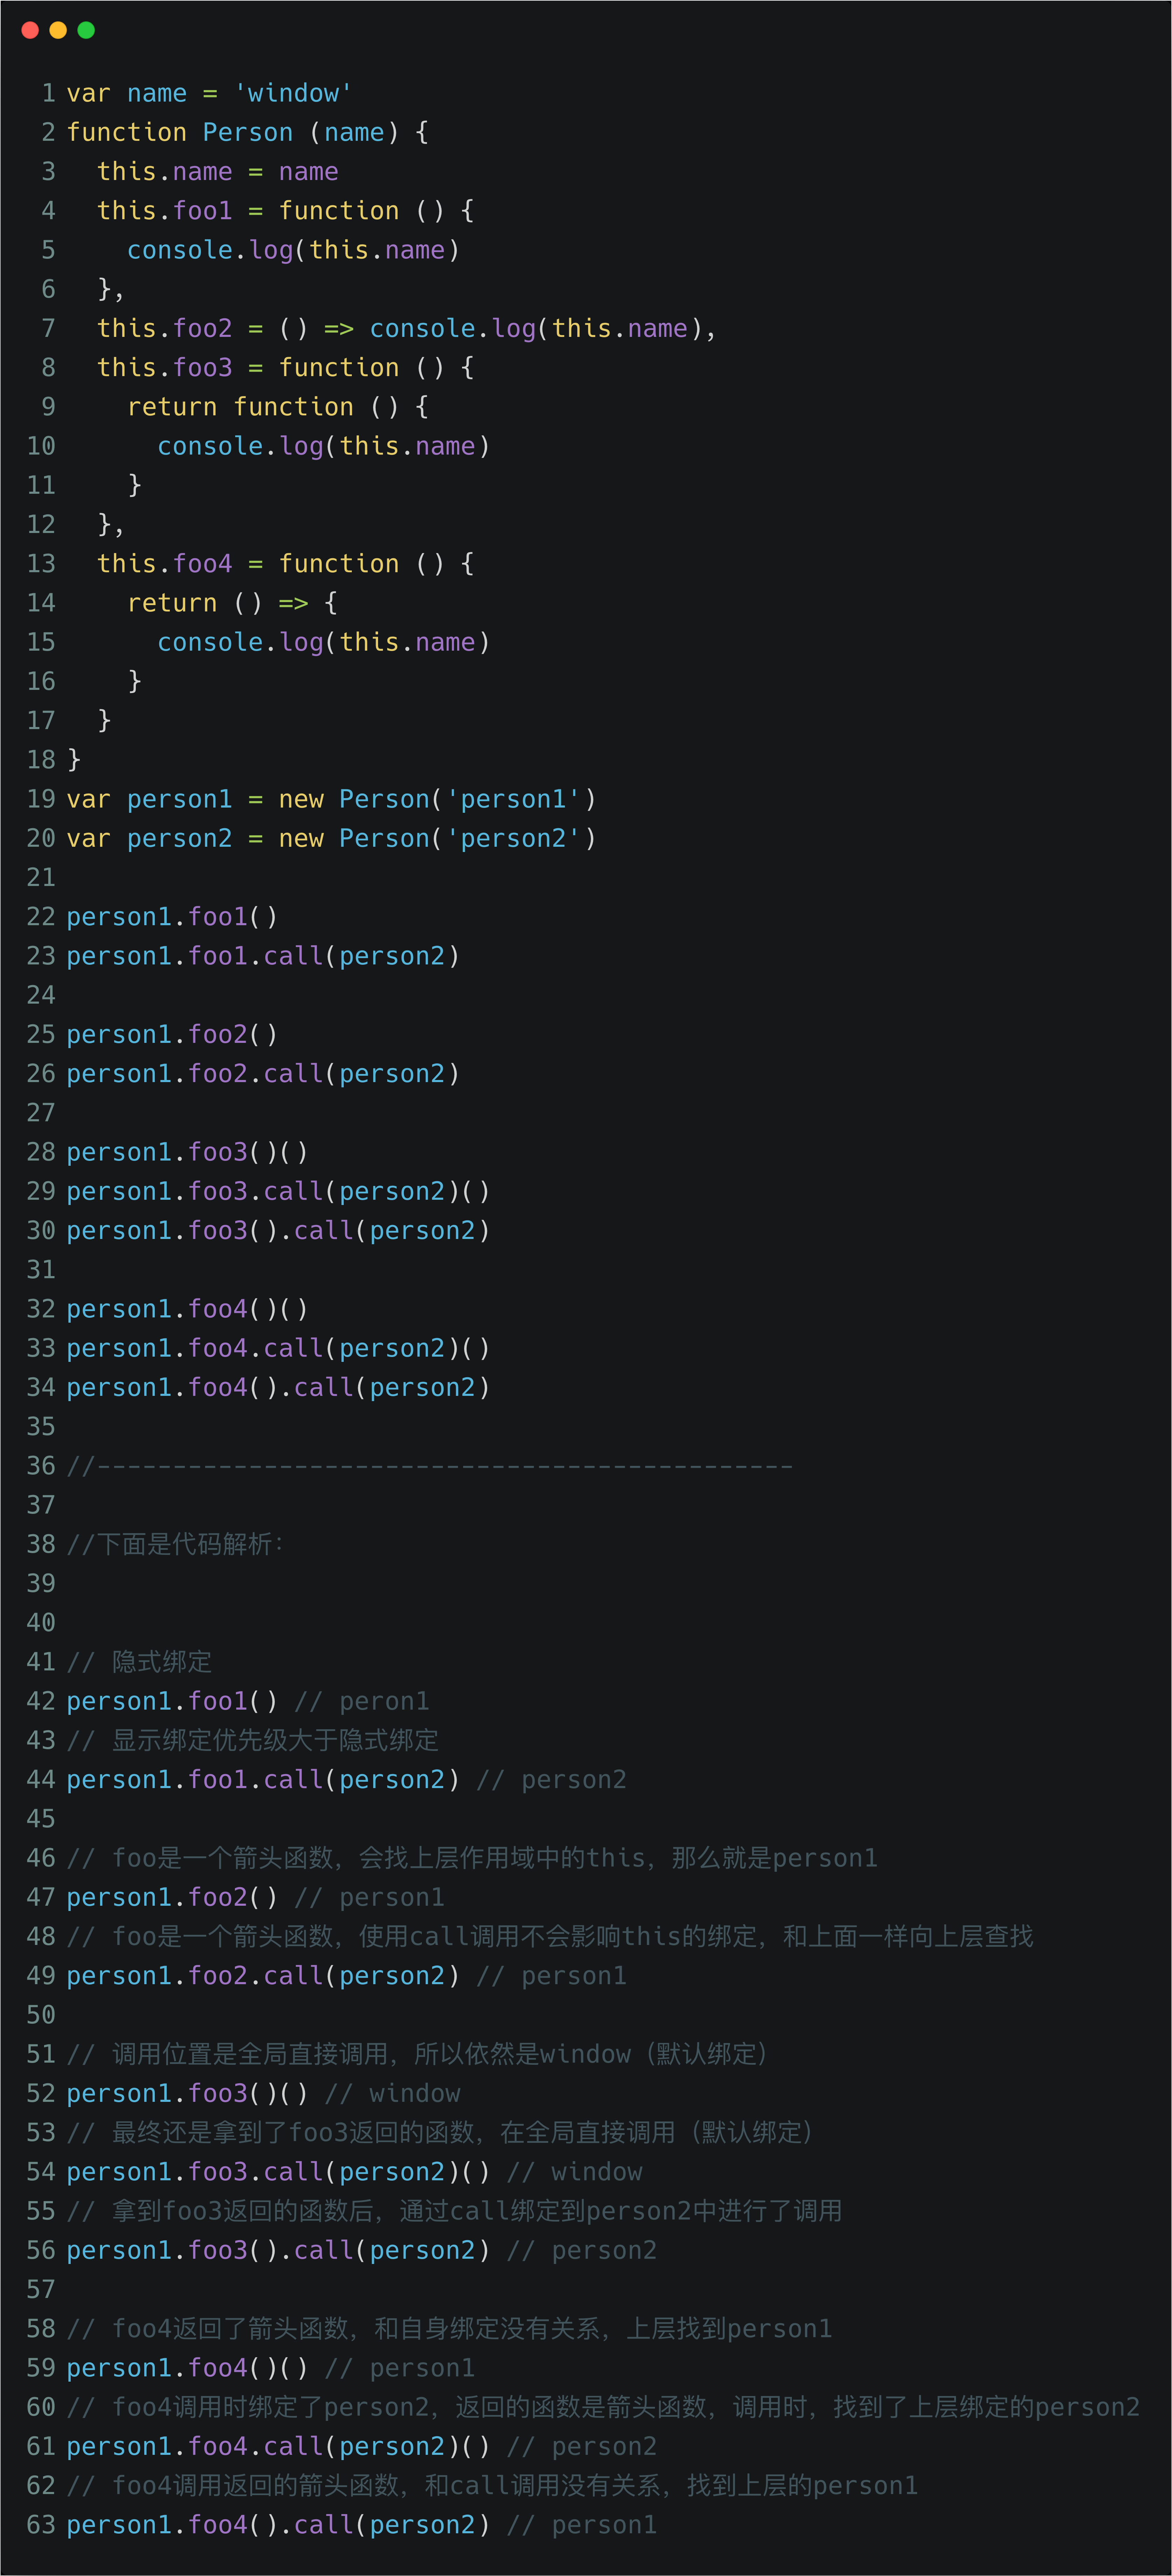 1 var name = 'window'
2 function Person (name) {
3   this.name = name
4   this.foo1 = function () {
5     console.log(this.name)
6   },
7   this.foo2 = () => console.log(this.name),
8   this.foo3 = function () {
9     return function () {
10       console.log(this.name)
11     }
12   },
13   this.foo4 = function () {
14     return () => {
15       console.log(this.name)
16     }
17   }
18 }
19 var person1 = new Person('person1')
20 var person2 = new Person('person2')
21
22 person1.foo1()
23 person1.foo1.call(person2)
24
25 person1.foo2()
26 person1.foo2.call(person2)
27
28 person1.foo3()()
29 person1.foo3.call(person2)()
30 person1.foo3().call(person2)
31
32 person1.foo4()()
33 person1.foo4.call(person2)()
34 person1.foo4().call(person2)
35
36 //----------------------------------------------
37
38 //下面是代码解析：
39
40
41 // 隐式绑定
42 person1.foo1() // peron1
43 // 显示绑定优先级大于隐式绑定
44 person1.foo1.call(person2) // person2
45
46 // foo是一个箭头函数，会找上层作用域中的this，那么就是person1
47 person1.foo2() // person1
48 // foo是一个箭头函数，使用call调用不会影响this的绑定，和上面一样向上层查找
49 person1.foo2.call(person2) // person1
50
51 // 调用位置是全局直接调用，所以依然是window（默认绑定）
52 person1.foo3()() // window
53 // 最终还是拿到了foo3返回的函数，在全局直接调用（默认绑定）
54 person1.foo3.call(person2)() // window
55 // 拿到foo3返回的函数后，通过call绑定到person2中进行了调用
56 person1.foo3().call(person2) // person2
57
58 // foo4返回了箭头函数，和自身绑定没有关系，上层找到person1
59 person1.foo4()() // person1
60 // foo4调用时绑定了person2，返回的函数是箭头函数，调用时，找到了上层绑定的person2
61 person1.foo4.call(person2)() // person2
62 // foo4调用返回的箭头函数，和call调用没有关系，找到上层的person1
63 person1.foo4().call(person2) // person1